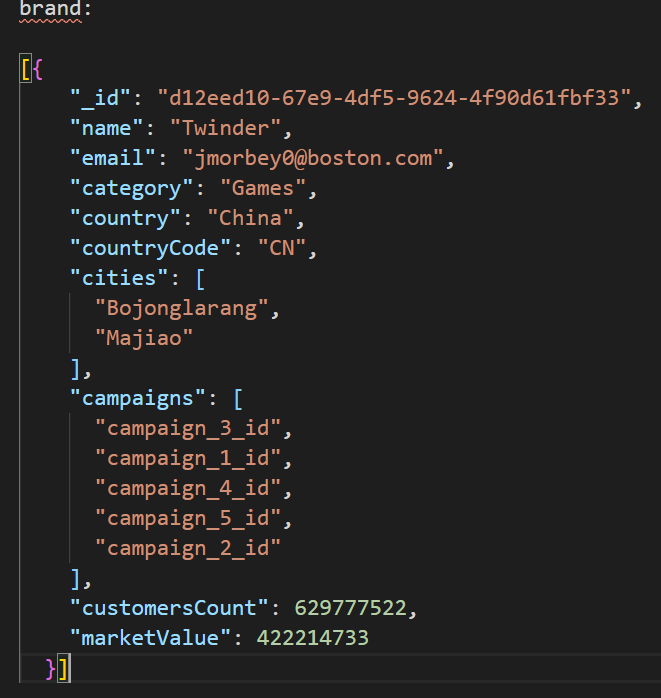 brand:
[{
"_id": "d12eed10-67e9-4df5-9624-4f90d61fbf33",
"name": "Twinder",
"email": "jmorbey0@boston.com",
"category": "Games",
"country": "China",
"countryCode": "CN",
"cities": [
"Bojonglarang",
"Majiao"
],
"campaigns": [
"campaign_3_id",
"campaign_1_id",
"campaign_4_id",
"campaign_5_id",
"campaign_2_id"
],
"customersCount": 629777522,
"marketValue": 422214733
}]